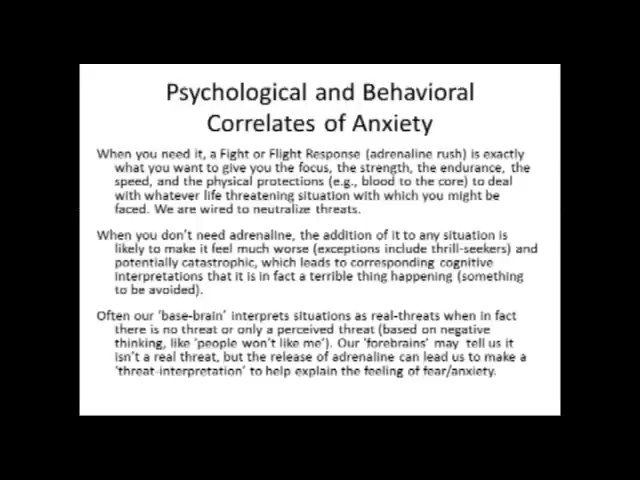 Psychological and Behavioral
Correlates of Anxiety
When you need it, a Fight or Flight Response (adrenaline rush) is exactly
what you want to give you the focus, the strength, the endurance, the
speed, and the physical protections (e.g., blood to the core) to deal
with whatever life threatening situation with which you might be
faced. We are wired to neutralize threats.
When you don't need adrenaline, the addition of it to any situation is
likely to make it feel much worse (exceptions include thrill-seekers) and
potentially catastrophic, which leads to corresponding cognitive
interpretations that it is in fact a terrible thing happening (something
to be avoided).
Often our 'base-brain' interprets situations as real-threats when in fact
there is no threat or only a perceived threat (based on negative
thinking, like 'people won't like me'). Our 'forebrains' may tell us it
isn't a real threat, but the release of adrenaline can lead us to make a
'threat-interpretation' to help explain the feeling of fear/anxiety.